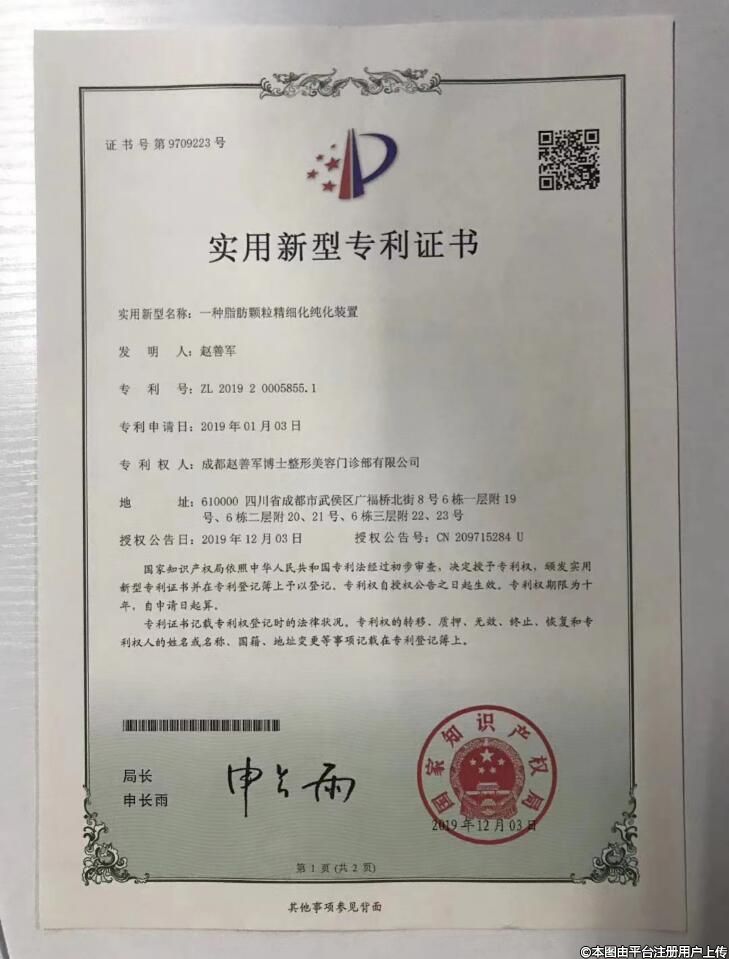 证书号第9709223号
实用新型专利证书
实用新型名称：一种脂肪颗粒精细化纯化装置
发明人：赵善军
专利号：ZL 2019 2 0005855.1
专利申请日：2019年01月03日
专利权人：成都赵善军博士整形美容门诊部有限公司
地址：610000 四川省成都市武侯区广福桥北街8号6栋一层附19
号、6栋二层附20、21号、6栋三层附22、23号
授权公告日：2019年12月03日 授权公告号：CN 209715284 U
国家知识产权局依照中华人民共和国专利法经过初步审查，决定授予专利权，颁发实用
新型专利证书并在专利登记簿上予以登记。专利权自授权公告之日起生效。专利权期限为十
年，自申请日起算。
专利证书记载专利权登记时的法律状况。专利权的转移、质押、无效、终止、恢复和专
利权人的姓名或名称、国籍、地址变更等事项记载在专利登记簿上。
局长
申长雨
申长雨
国家知识产权局
2019年12月03日
第1页(共2页)
其他事项参见背面
©本图由平台注册用户上传